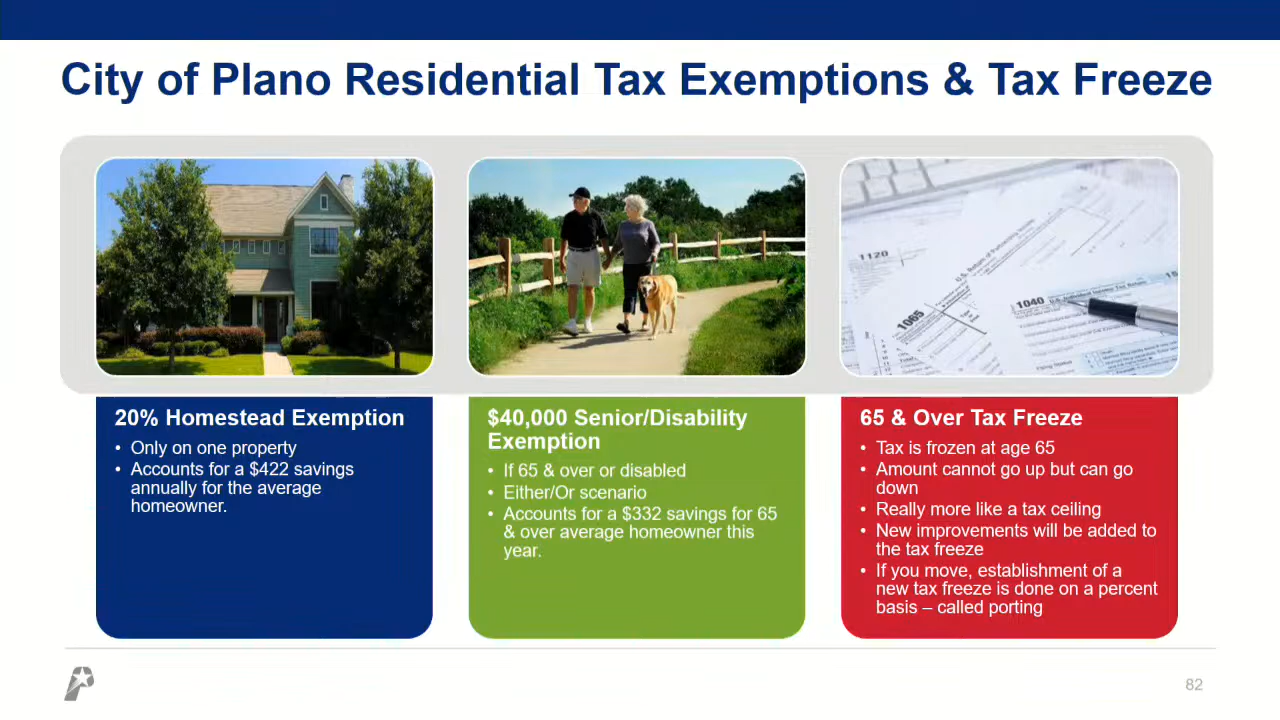 City of Plano Residential Tax Exemptions & Tax Freeze
1120
1065
U.S. Return of Partnership Income
1040
20% Homestead Exemption
• Only on one property
• Accounts for a $422 savings
annually for the average
homeowner.
$40,000 Senior/Disability
Exemption
• If 65 & over or disabled
• Either/Or scenario
• Accounts for a $332 savings for 65
& over average homeowner this
year.
65 & Over Tax Freeze
• Tax is frozen at age 65
• Amount cannot go up but can go
down
• Really more like a tax ceiling
• New improvements will be added to
the tax freeze
• If you move, establishment of a
new tax freeze is done on a percent
basis – called porting
82